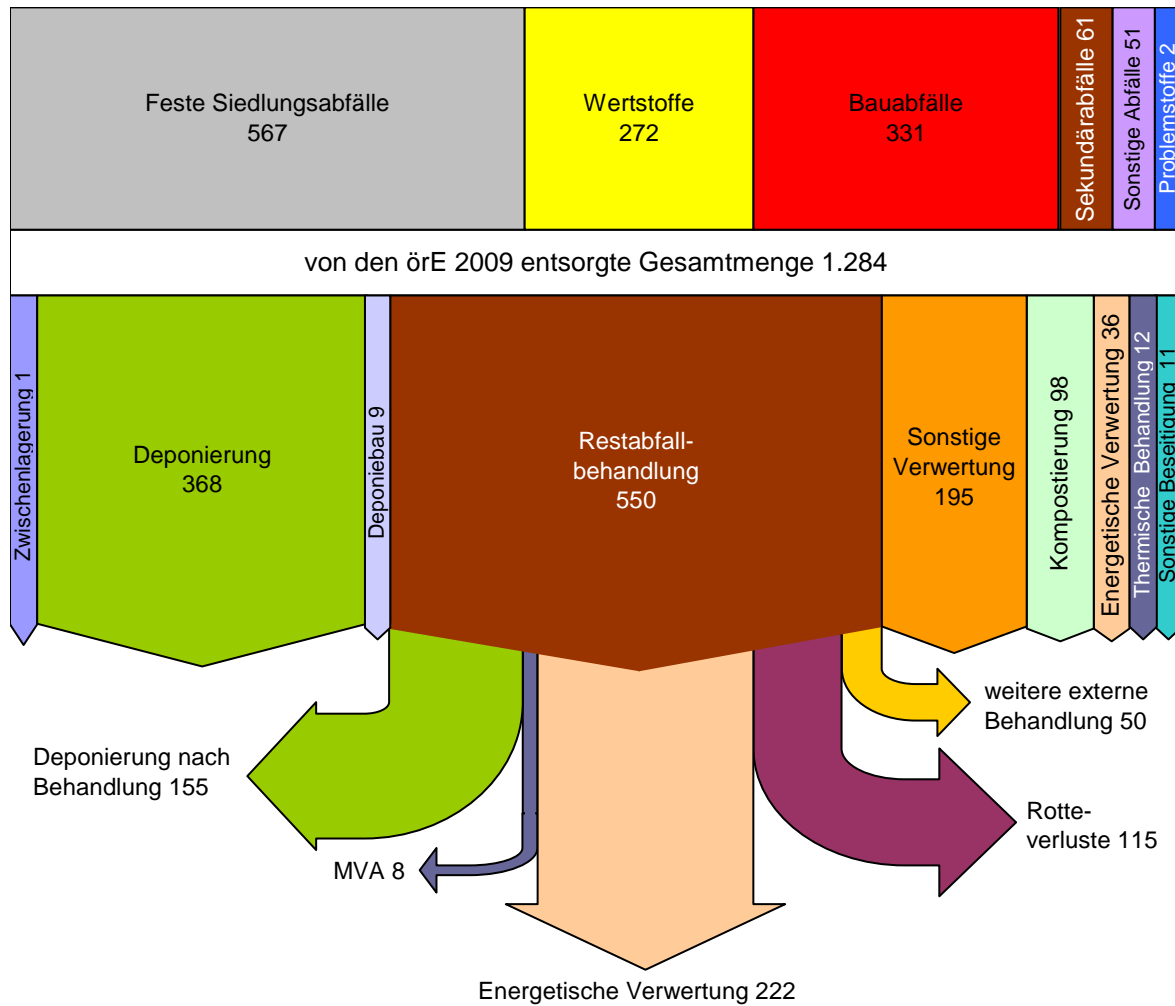 Feste Siedlungsabfälle
567
Wertstoffe
272
Bauabfälle
331
Sekundärabfälle 61
Sonstige Abfälle 51
Problemstoffe 2
von den örE 2009 entsorgte Gesamtmenge 1.284
Zwischenlagerung 1
Deponierung
368
Deponiebau 9
Restabfall-
behandlung
550
Sonstige
Verwertung
195
Kompostierung 98
Energetische Verwertung 36
Thermische Behandlung 12
Sonstige Beseitigung 11
weitere externe
Behandlung 50
Deponierung nach
Behandlung 155
Rotte-
verluste 115
MVA 8
Energetische Verwertung 222